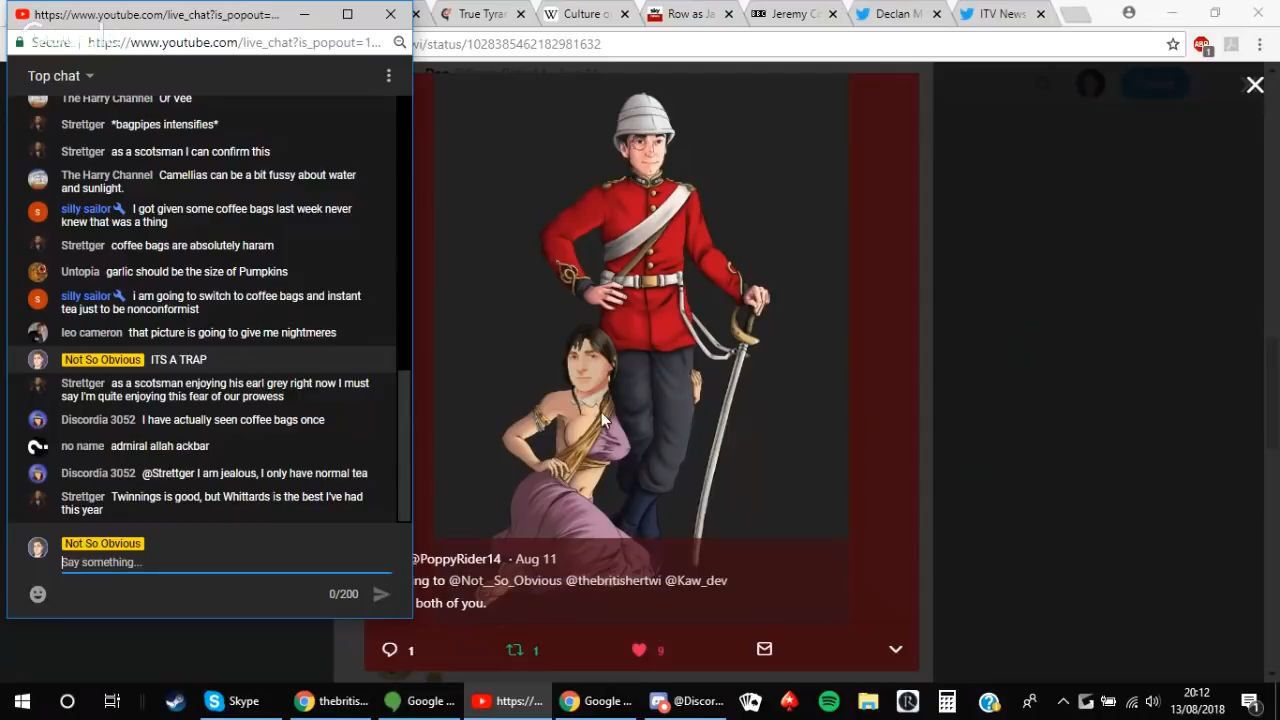 https://www.youtube.com/live_chat?is_popout=...
True Tyra
Culture o
Row as Ja
Jeremy Co
Declan M
ITV News
Secure https://www.youtube.com/live_chat?is_popout=1...
wi/status/1028385462182981632
Top chat
The Harry Channel Or Vee
Strettger *bagpipes intensifies*
Strettger as a scotsman I can confirm this
The Harry Channel Camellias can be a bit fussy about water
and sunlight.
silly sailor I got given some coffee bags last week never
knew that was a thing
Strettger coffee bags are absolutely haram
Untopia garlic should be the size of Pumpkins
silly sailor i am going to switch to coffee bags and instant
tea just to be nonconformist
leo cameron that picture is going to give me nightmeres
Not So Obvious ITS A TRAP
Strettger as a scotsman enjoying his earl grey right now I must
say I'm quite enjoying this fear of our prowess
Discordia 3052 I have actually seen coffee bags once
no name admiral allah ackbar
Discordia 3052 @Strettger I am jealous, I only have normal tea
Strettger Twinnings is good, but Whittards is the best I've had
this year
Not So Obvious
Say something...
0/200
@PoppyRider14 · Aug 11
ng to @Not__So_Obvious @thebritishertwi @Kaw_dev
both of you.
1
1
9
Skype
thebritis...
Google ...
https://...
Google ...
@Discor...
20:12
13/08/2018